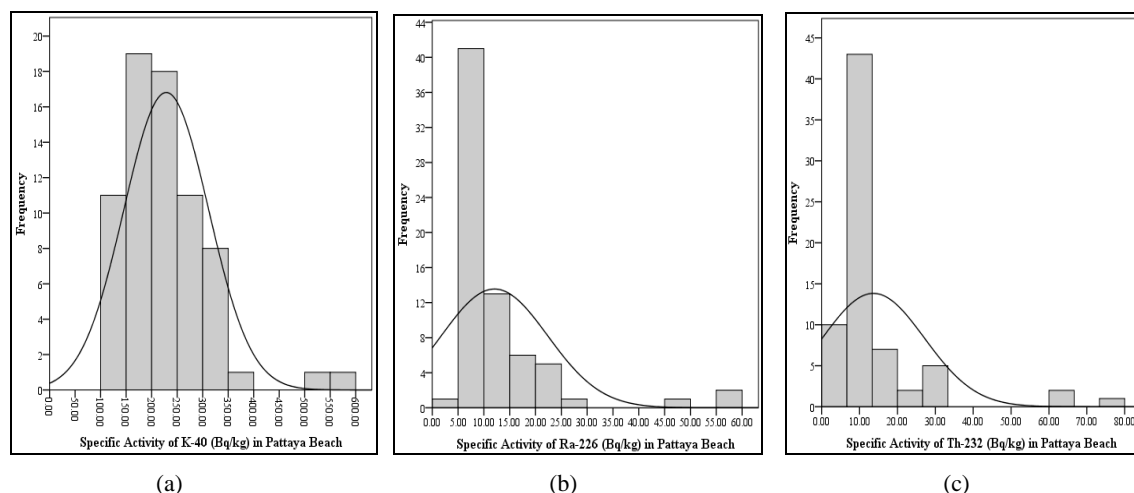 20
18
16
14
12
10
8
6
4
2
0
Frequency
0.00 50.00 100.00 150.00 200.00 250.00 300.00 350.00 400.00 450.00 500.00 550.00 600.00
Specific Activity of K-40 (Bq/kg) in Pattaya Beach
(a)
44
40
36
32
28
24
20
16
12
8
4
0
Frequency
0.00 5.00 10.00 15.00 20.00 25.00 30.00 35.00 40.00 45.00 50.00 55.00 60.00
Specific Activity of Ra-226 (Bq/kg) in Pattaya Beach
(b)
45
40
35
30
25
20
15
10
5
0
Frequency
0.00 10.00 20.00 30.00 40.00 50.00 60.00 70.00 80.00
Specific Activity of Th-232 (Bq/kg) in Pattaya Beach
(c)